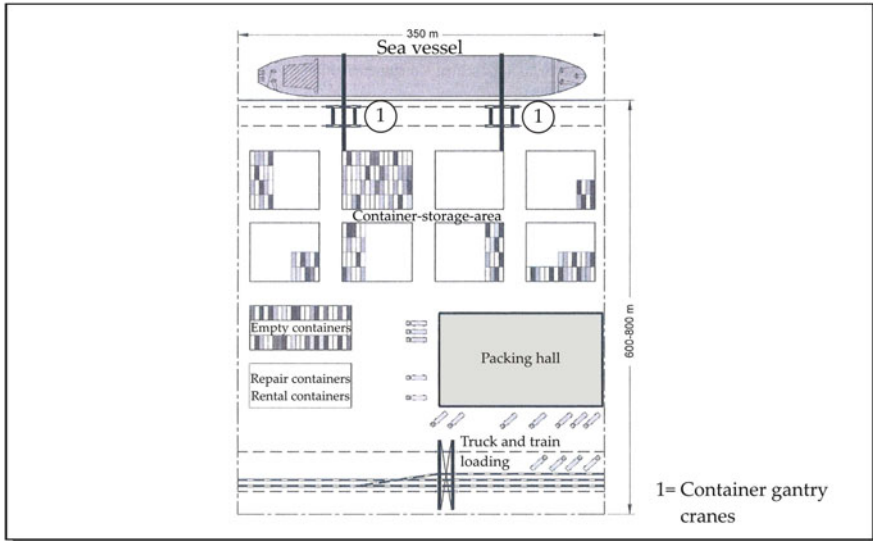 350 m
Sea vessel
1
1
Container-storage-area
600-800 m
Empty containers
Packing hall
Repair containers
Rental containers
Truck and train
loading
1= Container gantry
cranes